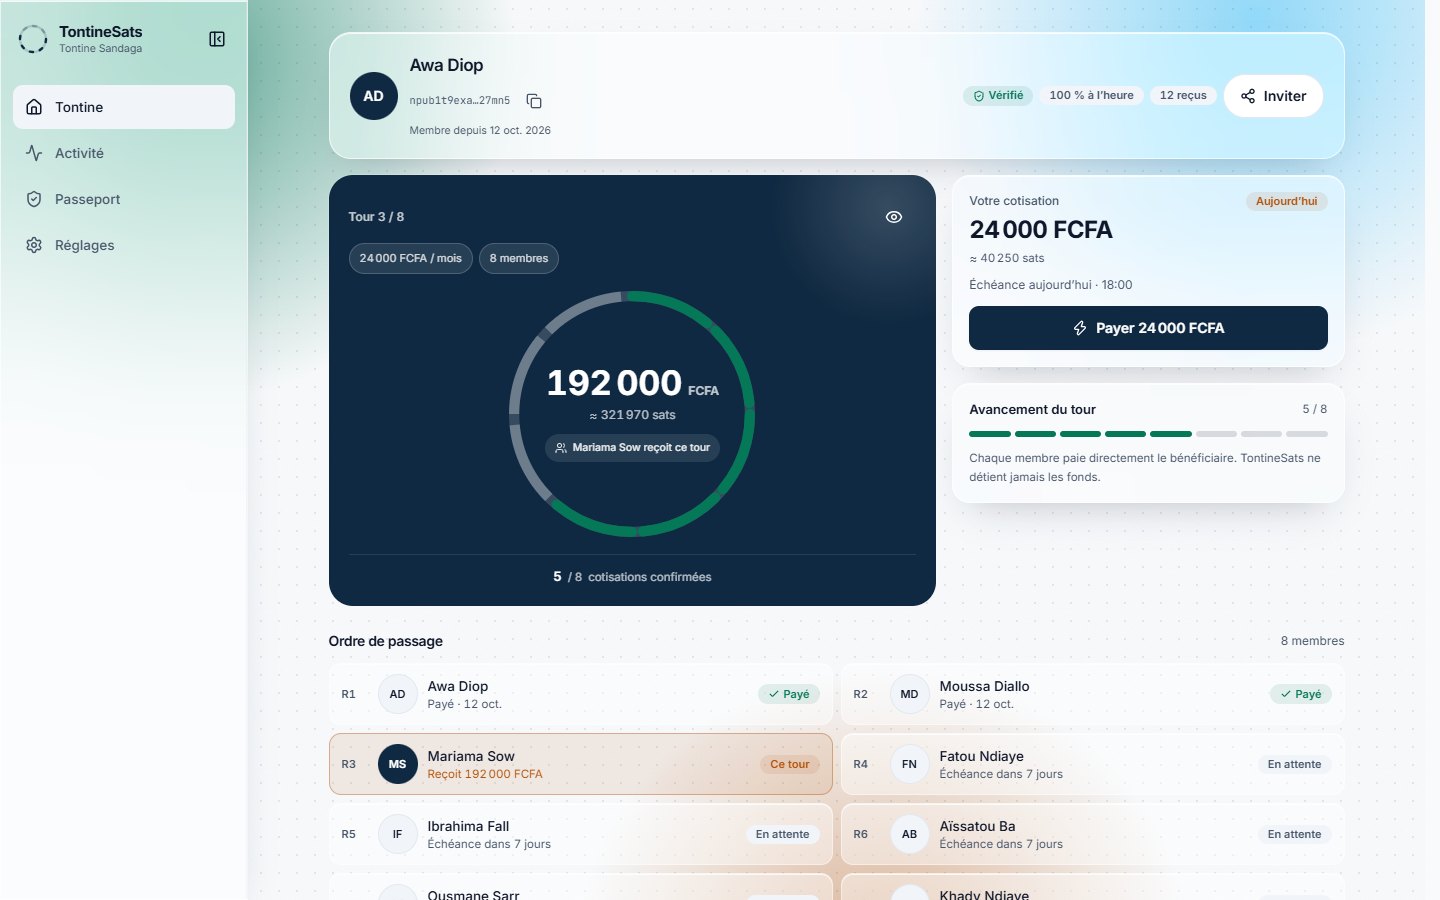 TontineSats
Tontine Sandaga
Tontine
Activité
Passeport
Réglages
AD
Awa Diop
npub1t9exa…27mn5
Membre depuis 12 oct. 2026
Vérifié
100 % à l'heure
12 reçus
Inviter
Tour 3 / 8
24 000 FCFA / mois
8 membres
192 000 FCFA
≈ 321 970 sats
Mariama Sow reçoit ce tour
5 / 8 cotisations confirmées
Votre cotisation
Aujourd'hui
24 000 FCFA
≈ 40 250 sats
Échéance aujourd'hui · 18:00
Payer 24 000 FCFA
Avancement du tour
5 / 8
Chaque membre paie directement le bénéficiaire. TontineSats ne
détient jamais les fonds.
Ordre de passage
8 membres
R1
AD
Awa Diop
Payé · 12 oct.
Payé
R2
MD
Moussa Diallo
Payé · 12 oct.
Payé
R3
MS
Mariama Sow
Reçoit 192 000 FCFA
Ce tour
R4
FN
Fatou Ndiaye
Échéance dans 7 jours
En attente
R5
IF
Ibrahima Fall
Échéance dans 7 jours
En attente
R6
AB
Aïssatou Ba
Échéance dans 7 jours
En attente
Ousmane Sarr
Khady Ndiaye